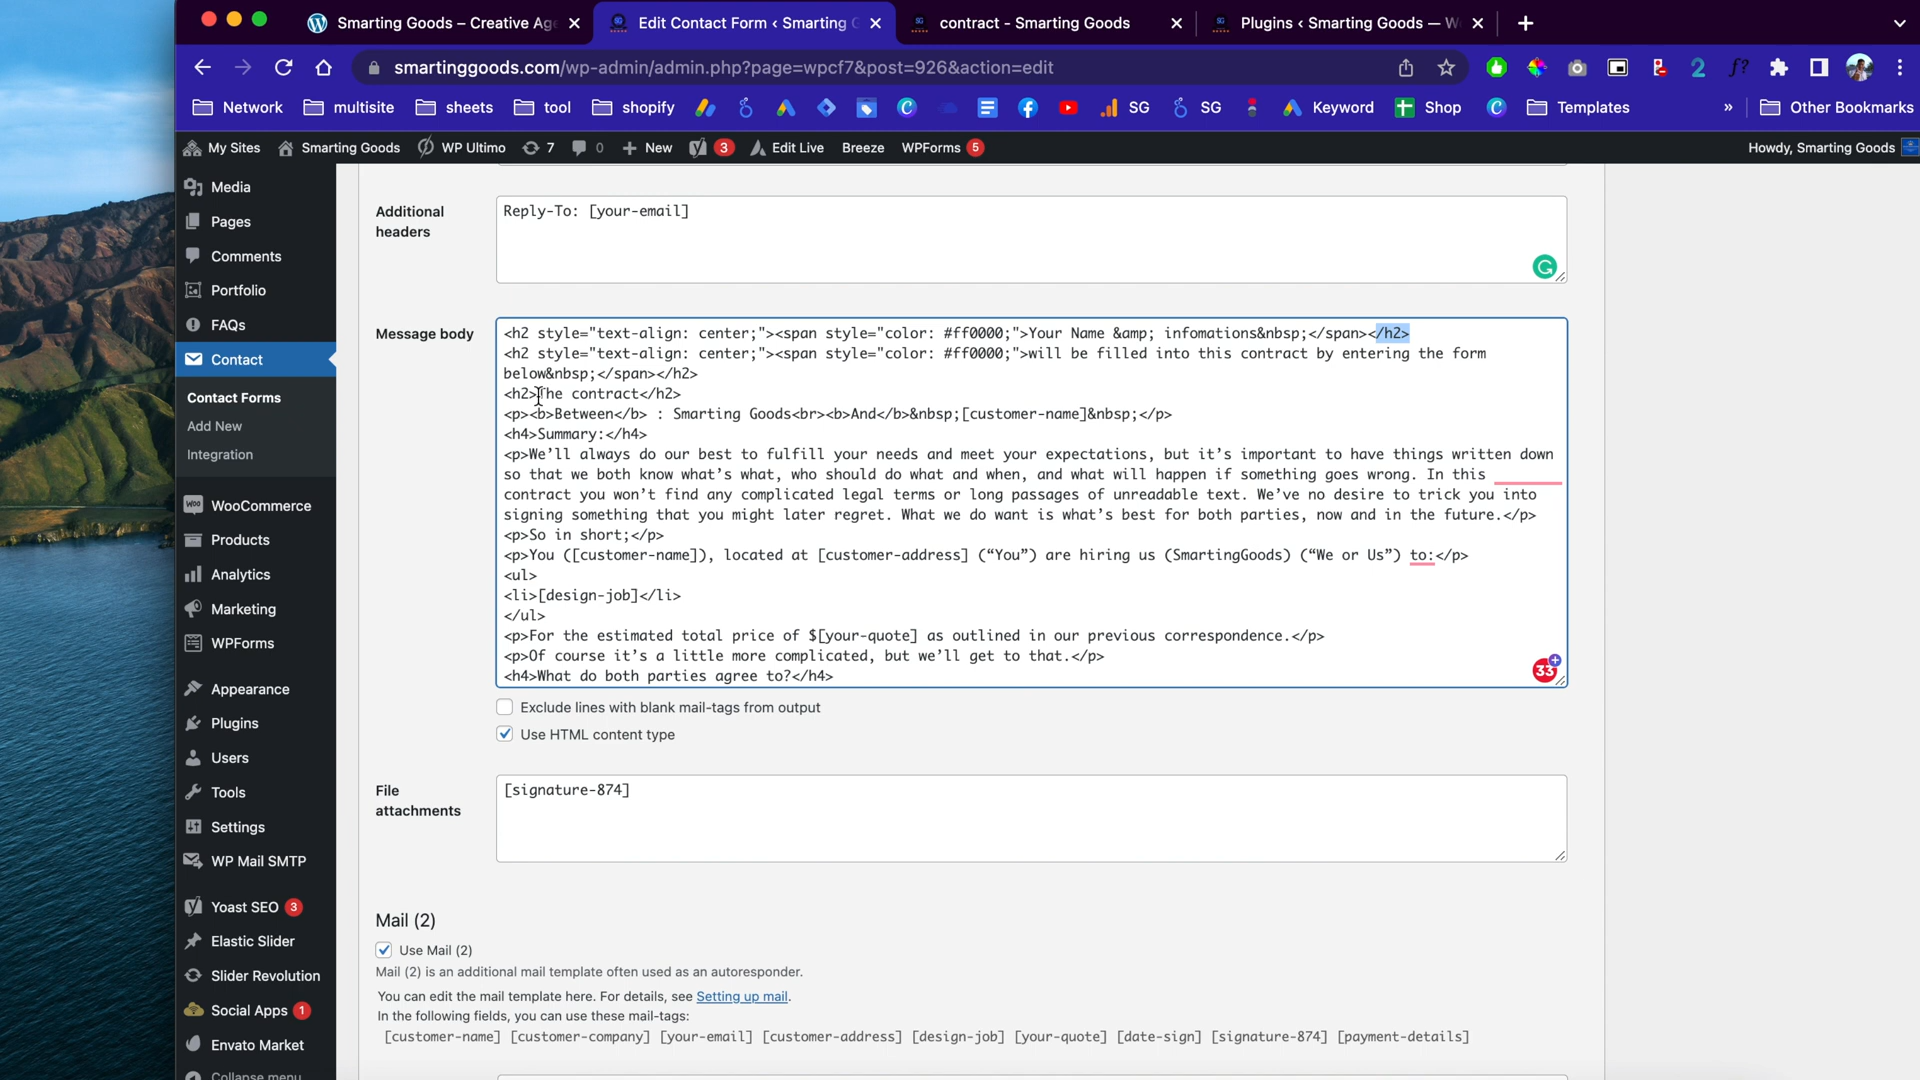 Smarting Goods – Creative Age
Edit Contact Form ‹ Smarting G
contract - Smarting Goods
Plugins ‹ Smarting Goods — W
smartinggoods.com/wp-admin/admin.php?page=wpcf7&post=926&action=edit
Network multisite sheets tool shopify SG SG Keyword Shop Templates » Other Bookmarks
My Sites Smarting Goods WP Ultimo 7 0 New 3 Edit Live Breeze WPForms 5 Howdy, Smarting Goods
Media
Pages
Comments
Portfolio
FAQs
Contact
Contact Forms
Add New
Integration
WooCommerce
Products
Analytics
Marketing
WPForms
Appearance
Plugins
Users
Tools
Settings
WP Mail SMTP
Yoast SEO 3
Elastic Slider
Slider Revolution
Social Apps 1
Envato Market
Collapse menu
Additional
headers
Reply-To: [your-email]
Message body
<h2 style="text-align: center;"><span style="color: #ff0000;">Your Name &amp; infomations&nbsp;</span></h2>
<h2 style="text-align: center;"><span style="color: #ff0000;">will be filled into this contract by entering the form
below&nbsp;</span></h2>
<h2>The contract</h2>
<p><b>Between</b> : Smarting Goods<br><b>And</b>&nbsp;[customer-name]&nbsp;</p>
<h4>Summary:</h4>
<p>We’ll always do our best to fulfill your needs and meet your expectations, but it’s important to have things written down
so that we both know what’s what, who should do what and when, and what will happen if something goes wrong. In this
contract you won’t find any complicated legal terms or long passages of unreadable text. We’ve no desire to trick you into
signing something that you might later regret. What we do want is what’s best for both parties, now and in the future.</p>
<p>So in short;</p>
<p>You ([customer-name]), located at [customer-address] (“You”) are hiring us (SmartingGoods) (“We or Us”) to:</p>
<ul>
<li>[design-job]</li>
</ul>
<p>For the estimated total price of $[your-quote] as outlined in our previous correspondence.</p>
<p>Of course it’s a little more complicated, but we’ll get to that.</p>
<h4>What do both parties agree to?</h4>
33
Exclude lines with blank mail-tags from output
Use HTML content type
File
attachments
[signature-874]
Mail (2)
Use Mail (2)
Mail (2) is an additional mail template often used as an autoresponder.
You can edit the mail template here. For details, see Setting up mail.
In the following fields, you can use these mail-tags:
[customer-name] [customer-company] [your-email] [customer-address] [design-job] [your-quote] [date-sign] [signature-874] [payment-details]